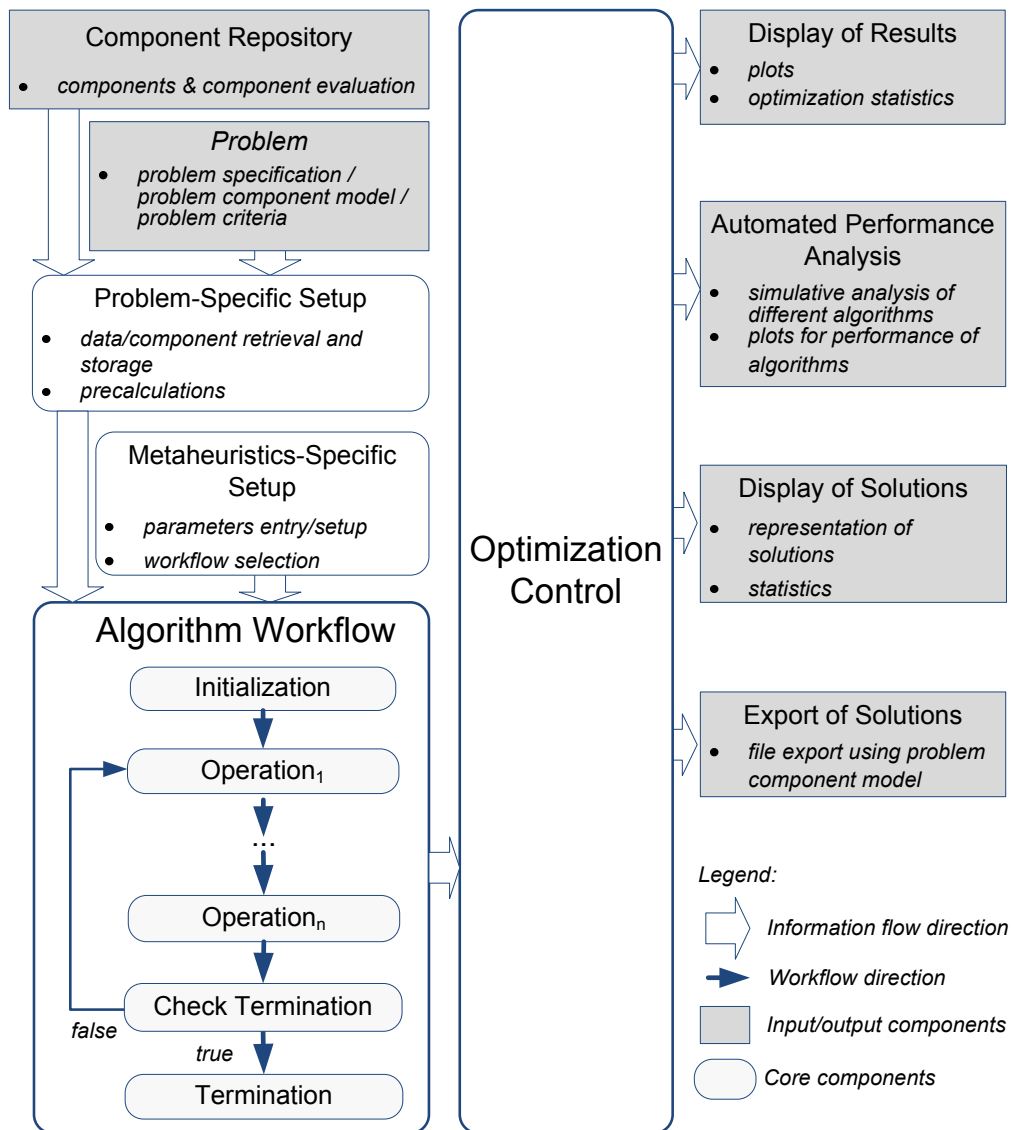 Component Repository
• components & component evaluation
Problem
• problem specification /
problem component model /
problem criteria
Problem-Specific Setup
• data/component retrieval and
storage
• precalculations
Metaheuristics-Specific
Setup
• parameters entry/setup
• workflow selection
Algorithm Workflow
Initialization
Operation₁
...
Operationₙ
Check Termination
false
true
Termination
Optimization
Control
Display of Results
• plots
• optimization statistics
Automated Performance
Analysis
• simulative analysis of
different algorithms
• plots for performance of
algorithms
Display of Solutions
• representation of
solutions
• statistics
Export of Solutions
• file export using problem
component model
Legend:
Information flow direction
Workflow direction
Input/output components
Core components